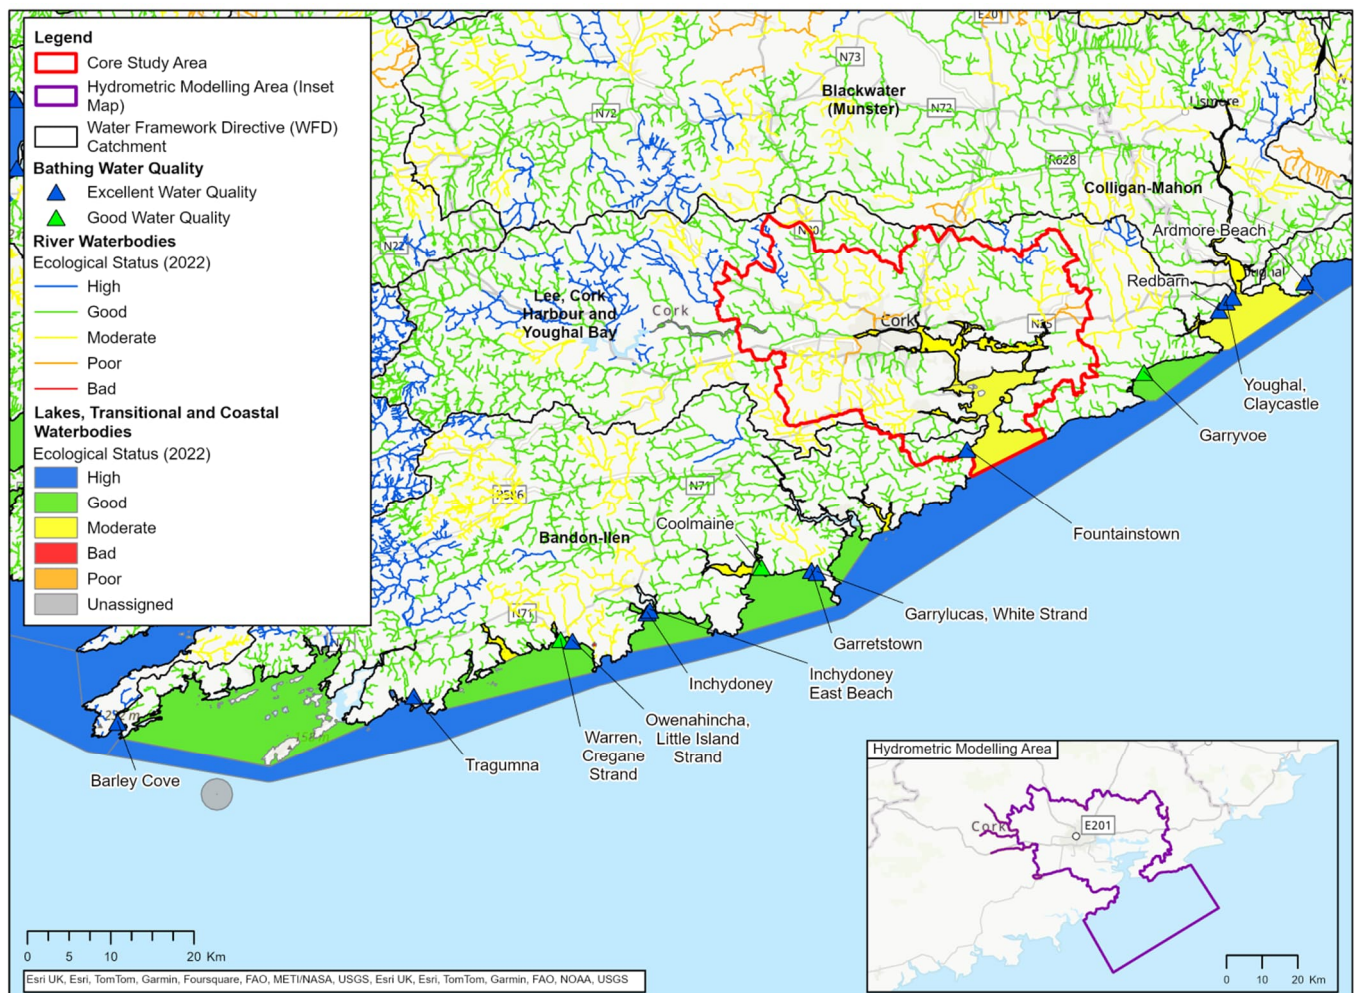 Legend
Core Study Area
Hydrometric Modelling Area (Inset
Map)
Water Framework Directive (WFD)
Catchment
Bathing Water Quality
Excellent Water Quality
Good Water Quality
River Waterbodies
Ecological Status (2022)
High
Good
Moderate
Poor
Bad
Lakes, Transitional and Coastal
Waterbodies
Ecological Status (2022)
High
Good
Moderate
Bad
Poor
Unassigned
E201
N73
Blackwater
(Munster)
N72
N72
Lismore
R628
Colligan-Mahon
Ardmore Beach
N22
Redbarn
Lee, Cork
Harbour and
Youghal Bay
Cork
Cork
N25
Youghal,
Claycastle
Garryvoe
N71
R586
Coolmaine
Bandon-Ilen
Fountainstown
N71
Garrylucas, White Strand
Garretstown
Inchydoney
East Beach
Inchydoney
Owenahincha,
Little Island
Strand
Warren,
Cregane
Strand
Tragumna
Barley Cove
Hydrometric Modelling Area
Cork
E201
0 10 20 Km
0 5 10 20 Km
Esri UK, Esri, TomTom, Garmin, Foursquare, FAO, METI/NASA, USGS, Esri UK, Esri, TomTom, Garmin, FAO, NOAA, USGS